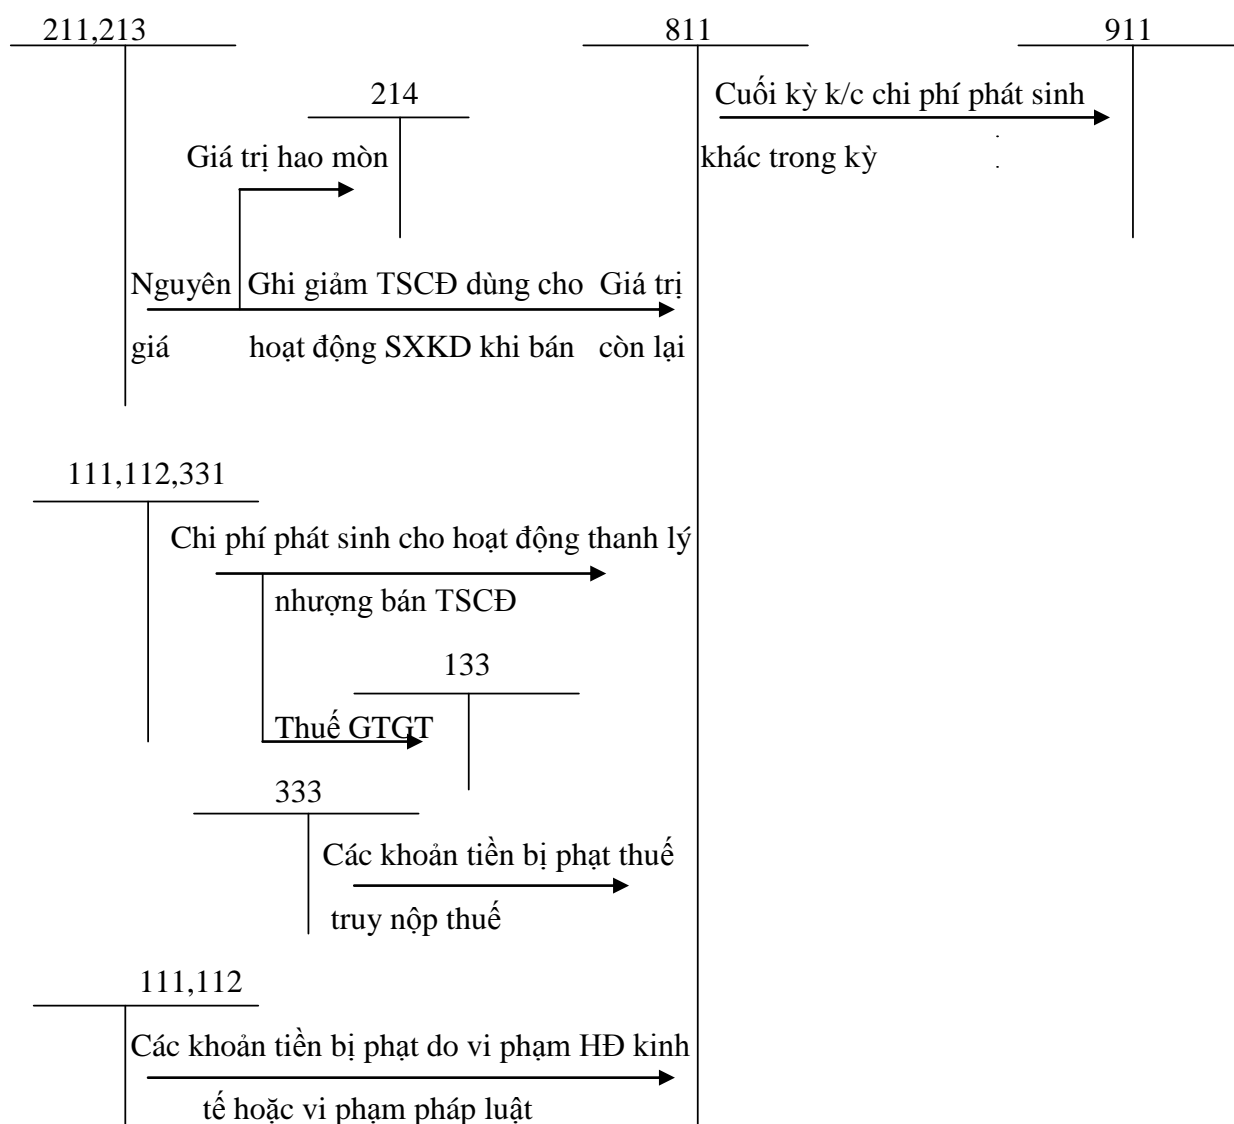 211,213
811
911
214
Cuối kỳ k/c chi phí phát sinh
khác trong kỳ
Giá trị hao mòn
Nguyên
giá
Ghi giảm TSCĐ dùng cho
hoạt động SXKD khi bán
Giá trị
còn lại
111,112,331
Chi phí phát sinh cho hoạt động thanh lý
nhượng bán TSCĐ
133
Thuế GTGT
333
Các khoản tiền bị phạt thuế
truy nộp thuế
111,112
Các khoản tiền bị phạt do vi phạm HĐ kinh
tế hoặc vi phạm pháp luật